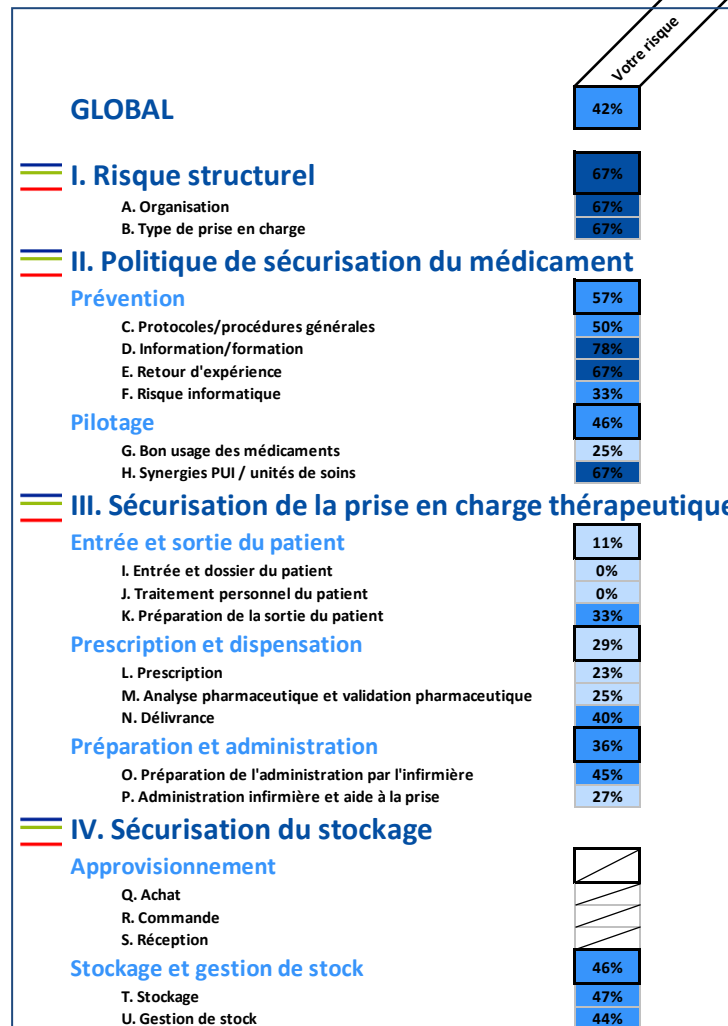 Votre risque
GLOBAL 42%
I. Risque structurel 67%
A. Organisation 67%
B. Type de prise en charge 67%
II. Politique de sécurisation du médicament
Prévention 57%
C. Protocoles/procédures générales 50%
D. Information/formation 78%
E. Retour d'expérience 67%
F. Risque informatique 33%
Pilotage 46%
G. Bon usage des médicaments 25%
H. Synergies PUI / unités de soins 67%
III. Sécurisation de la prise en charge thérapeutique
Entrée et sortie du patient 11%
I. Entrée et dossier du patient 0%
J. Traitement personnel du patient 0%
K. Préparation de la sortie du patient 33%
Prescription et dispensation 29%
L. Prescription 23%
M. Analyse pharmaceutique et validation pharmaceutique 25%
N. Délivrance 40%
Préparation et administration 36%
O. Préparation de l'administration par l'infirmière 45%
P. Administration infirmière et aide à la prise 27%
IV. Sécurisation du stockage
Approvisionnement
Q. Achat
R. Commande
S. Réception
Stockage et gestion de stock 46%
T. Stockage 47%
U. Gestion de stock 44%